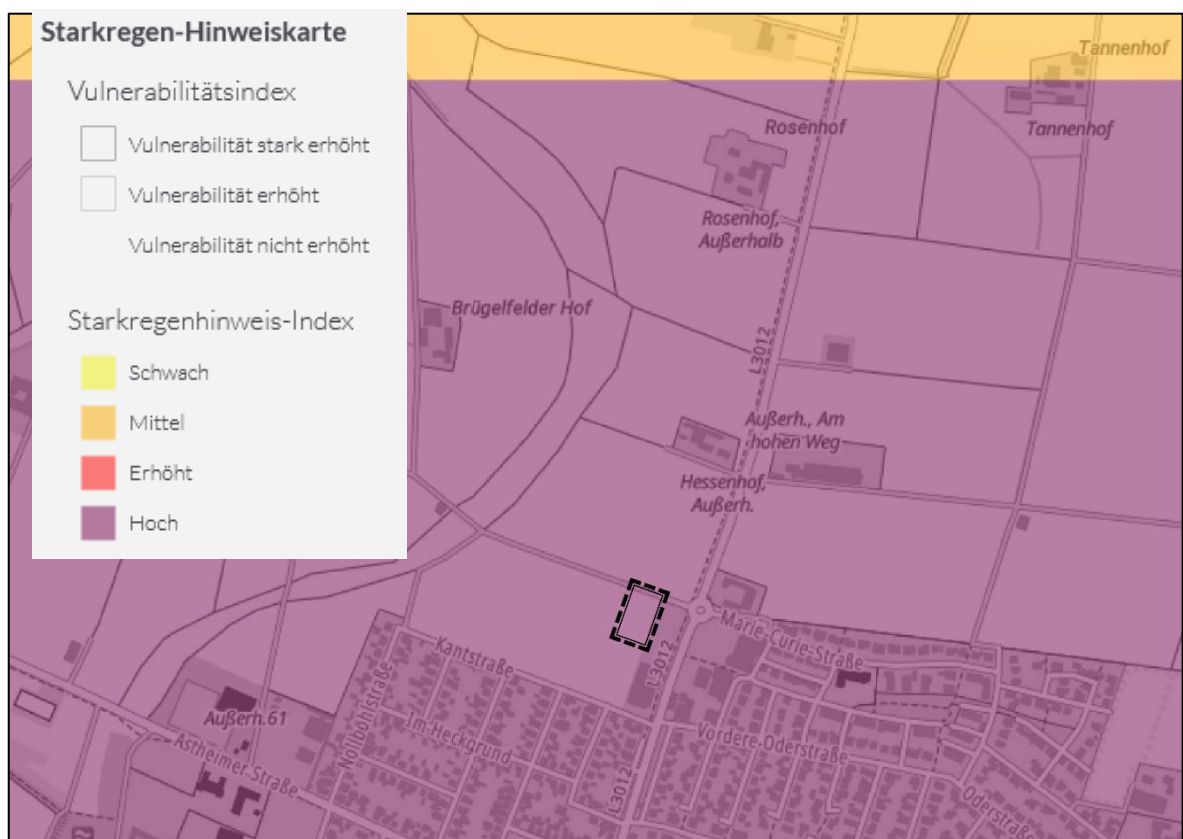 Starkregen-Hinweiskarte
Vulnerabilitätsindex
Vulnerabilität stark erhöht
Vulnerabilität erhöht
Vulnerabilität nicht erhöht
Starkregenhinweis-Index
Schwach
Mittel
Erhöht
Hoch
Tannenhof
Rosenhof
Tannenhof
Rosenhof,
Außerhalb
Brügelfelder Hof
L3012
Außerh., Am
hohen Weg
Hessenhof,
Außerh.
Marie-Curie-Straße
Kantstraße
L3012
Nollböhlstraße
Im-Heckgrund
Außerh.61
Vordere-Oderstraße
Astheimer-Straße
L3012
Oderstraße